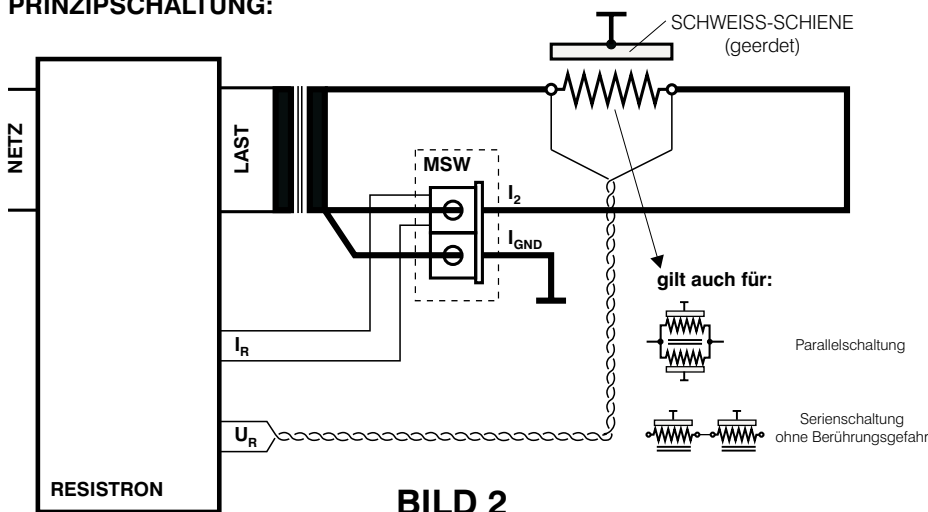 PRINZIPSCHALTUNG:
SCHWEISS-SCHIENE
(geerdet)
NETZ
LAST
MSW
I2
IGND
gilt auch für:
IR
Parallelschaltung
Serienschaltung
ohne Berührungsgefahr
UR
RESISTRON
BILD 2